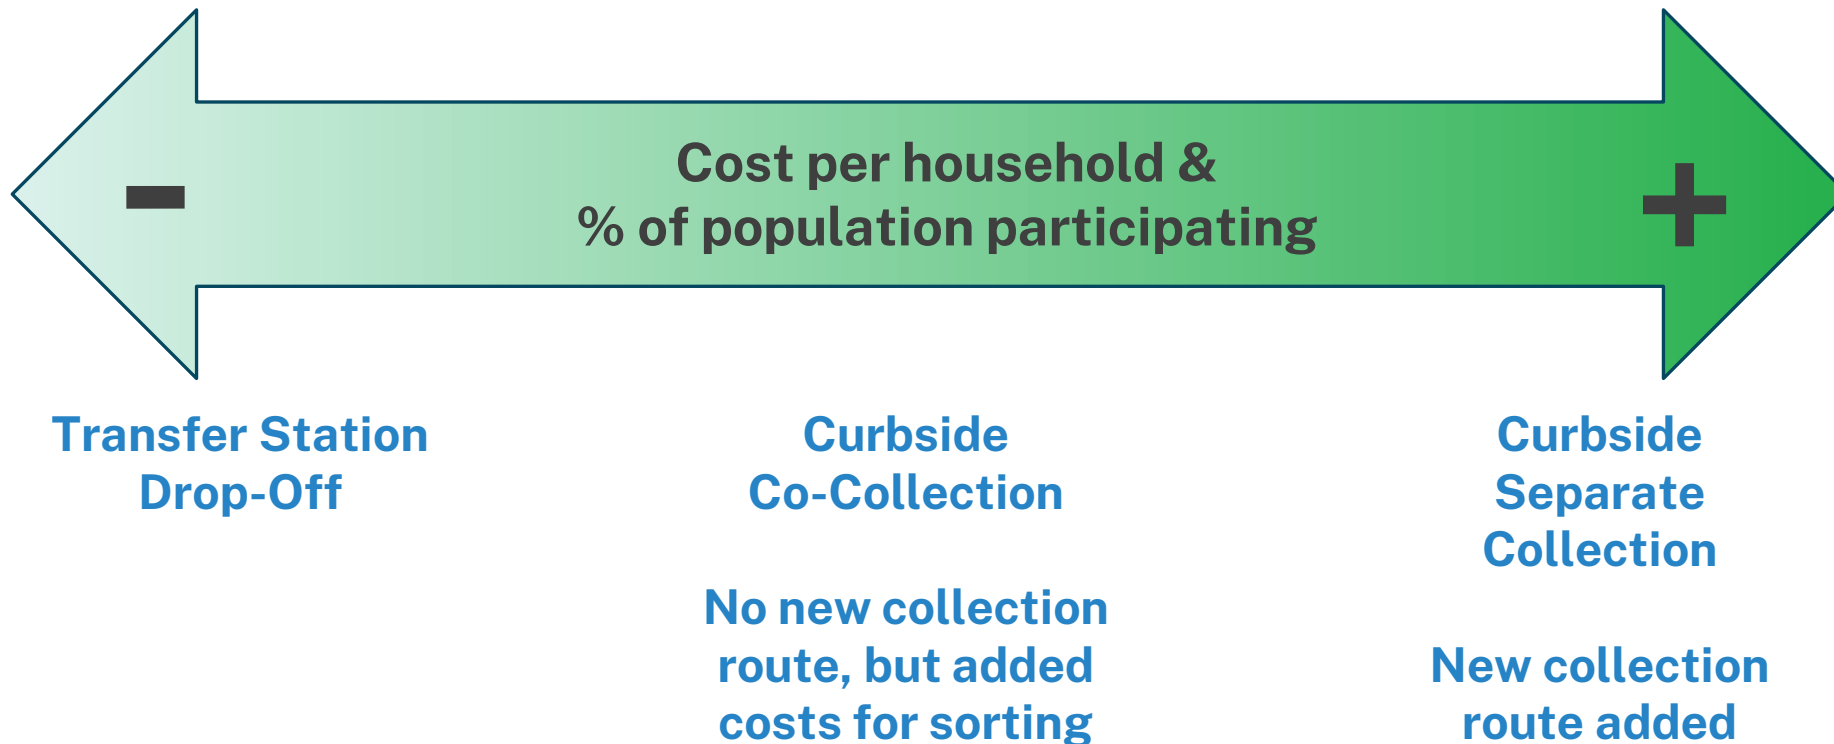 Cost per household &
% of population participating
-
+
Transfer Station
Drop-Off
Curbside
Co-Collection
No new collection
route, but added
costs for sorting
Curbside
Separate
Collection
New collection
route added